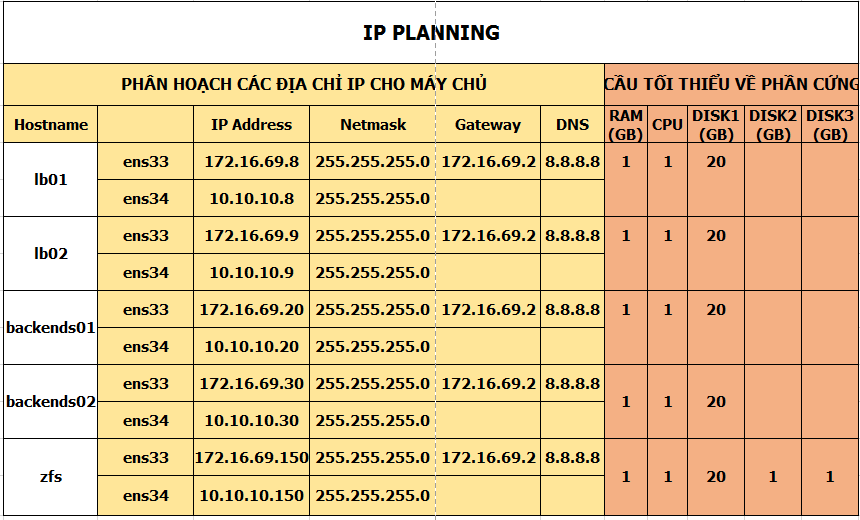 IP PLANNING
PHÂN HOẠCH CÁC ĐỊA CHỈ IP CHO MÁY CHỦ CẦU TỐI THIỂU VỀ PHẦN CỨNG
Hostname IP Address Netmask Gateway DNS RAM (GB) CPU DISK1 (GB) DISK2 (GB) DISK3 (GB)
lb01 ens33 172.16.69.8 255.255.255.0 172.16.69.2 8.8.8.8 1 1 20
ens34 10.10.10.8 255.255.255.0
lb02 ens33 172.16.69.9 255.255.255.0 172.16.69.2 8.8.8.8 1 1 20
ens34 10.10.10.9 255.255.255.0
backends01 ens33 172.16.69.20 255.255.255.0 172.16.69.2 8.8.8.8 1 1 20
ens34 10.10.10.20 255.255.255.0
backends02 ens33 172.16.69.30 255.255.255.0 172.16.69.2 8.8.8.8 1 1 20
ens34 10.10.10.30 255.255.255.0
zfs ens33 172.16.69.150 255.255.255.0 172.16.69.2 8.8.8.8 1 1 20 1 1
ens34 10.10.10.150 255.255.255.0